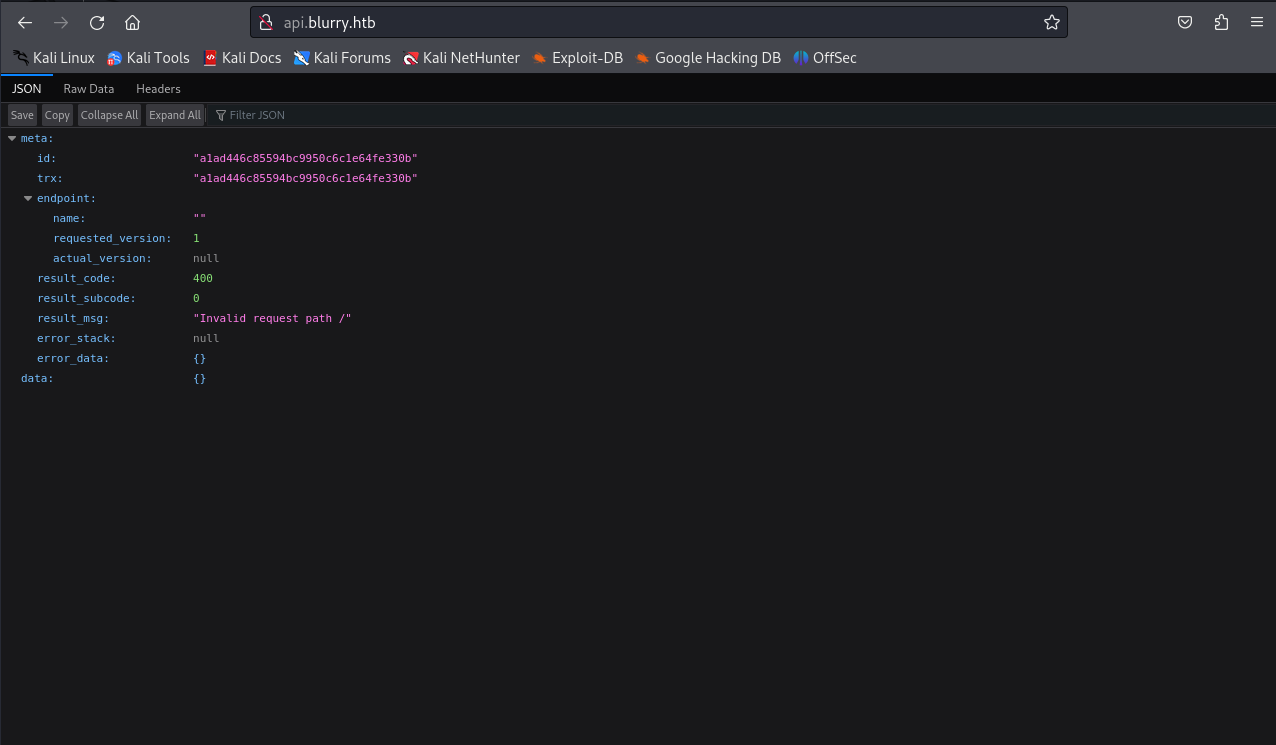 api.blurry.htb
Kali Linux Kali Tools Kali Docs Kali Forums Kali NetHunter Exploit-DB Google Hacking DB OffSec
JSON Raw Data Headers
Save Copy Collapse All Expand All Filter JSON
meta:
id: "a1ad446c85594bc9950c6c1e64fe330b"
trx: "a1ad446c85594bc9950c6c1e64fe330b"
endpoint:
name: ""
requested_version: 1
actual_version: null
result_code: 400
result_subcode: 0
result_msg: "Invalid request path /"
error_stack: null
error_data: {}
data: {}